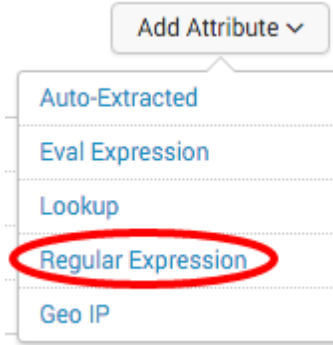 Add Attribute
Auto-Extracted
Eval Expression
Lookup
Regular Expression
Geo IP